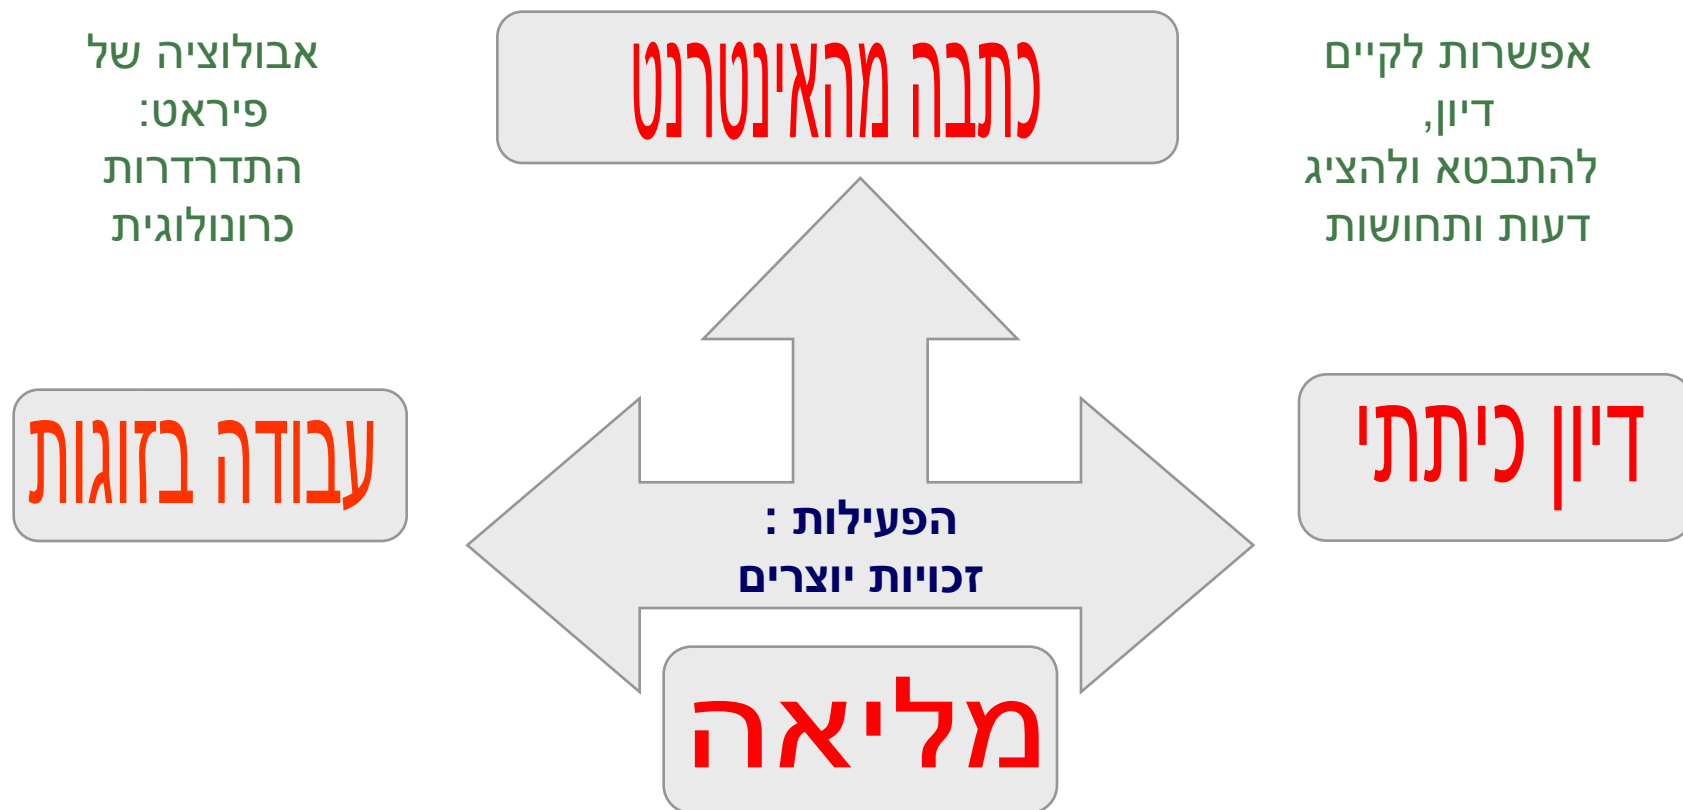 כתבה מהאינטרנט
אפשרות לקיים
דיון,
להתבטא ולהציג
דעות ותחושות
אבולוציה של
פיראט:
התדרדרות
כרונולוגית
דיון כיתתי
עבודה בזוגות
הפעילות :
זכויות יוצרים
מליאה